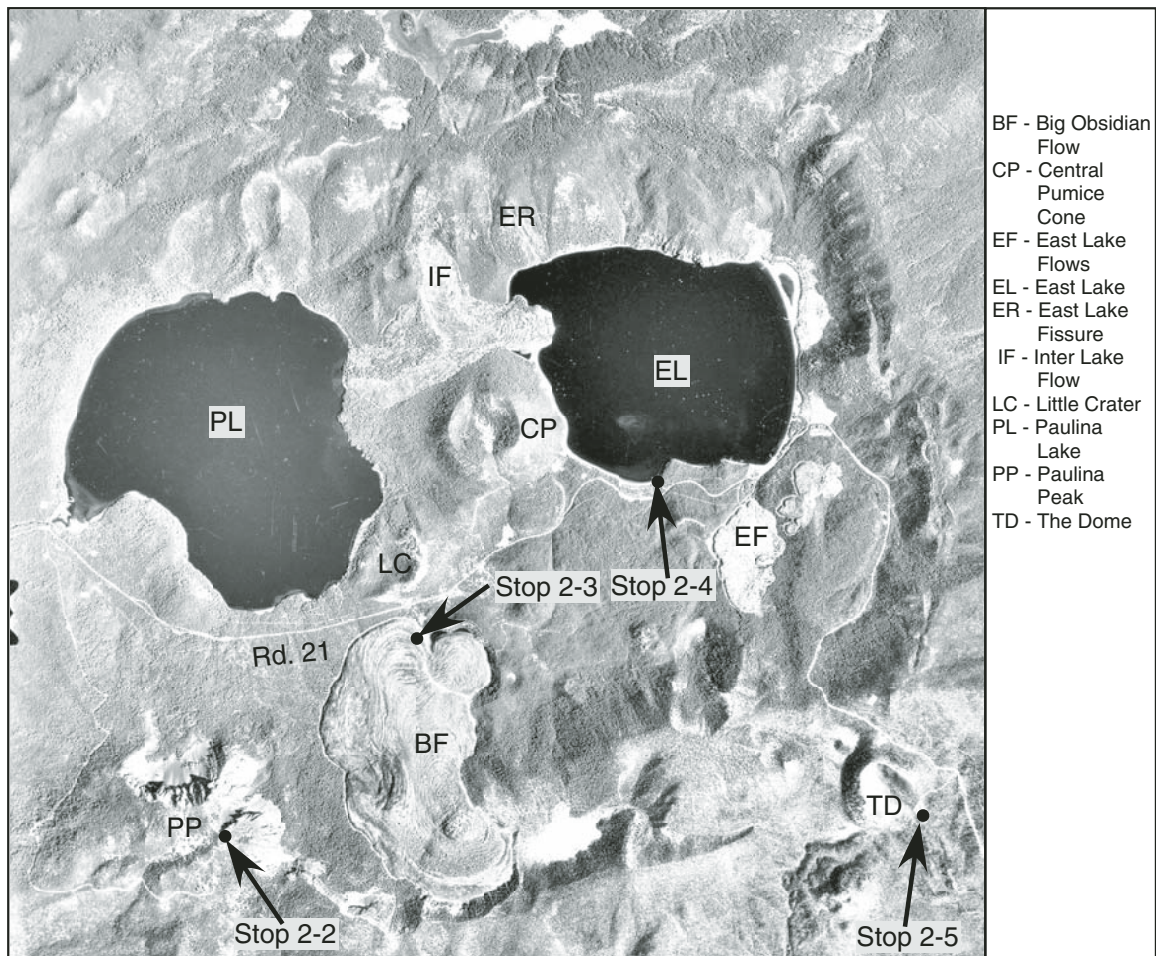 ER
IF
EL
PL
CP
EF
LC
Stop 2-3
Stop 2-4
Rd. 21
BF
TD
PP
Stop 2-2
Stop 2-5
BF - Big Obsidian
Flow
CP - Central
Pumice
Cone
EF - East Lake
Flows
EL - East Lake
ER - East Lake
Fissure
IF - Inter Lake
Flow
LC - Little Crater
PL - Paulina
Lake
PP - Paulina
Peak
TD - The Dome